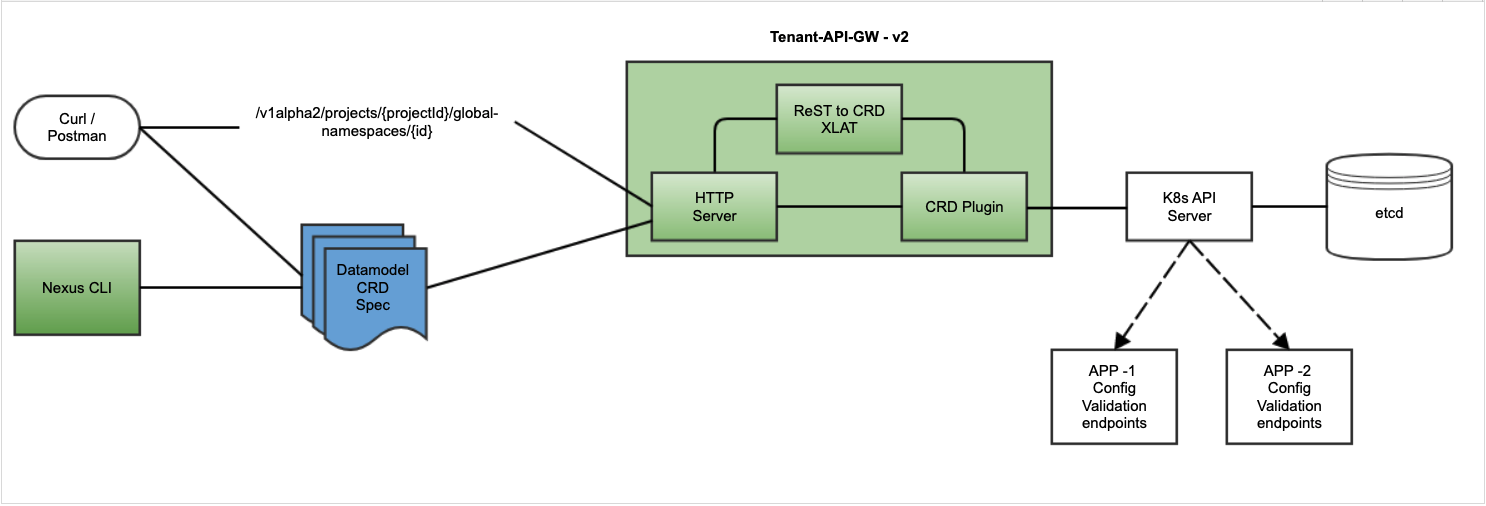 Tenant-API-GW - v2
Curl /
Postman
/v1alpha2/projects/{projectId}/global-
namespaces/{id}
ReST to CRD
XLAT
HTTP
Server
CRD Plugin
K8s API
Server
etcd
Nexus CLI
Datamodel
CRD
Spec
APP -1
Config
Validation
endpoints
APP -2
Config
Validation
endpoints